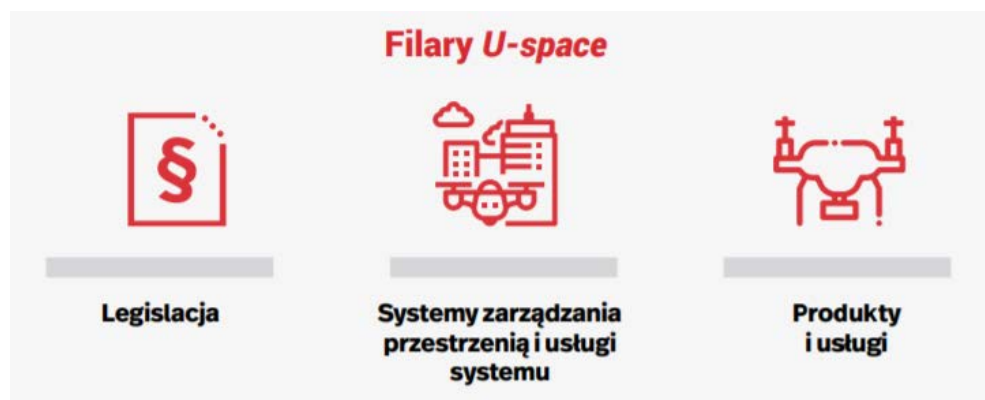 Filary U-space
§
Legislacja
Systemy zarządzania
przestrzenią i usługi
systemu
Produkty
i usługi